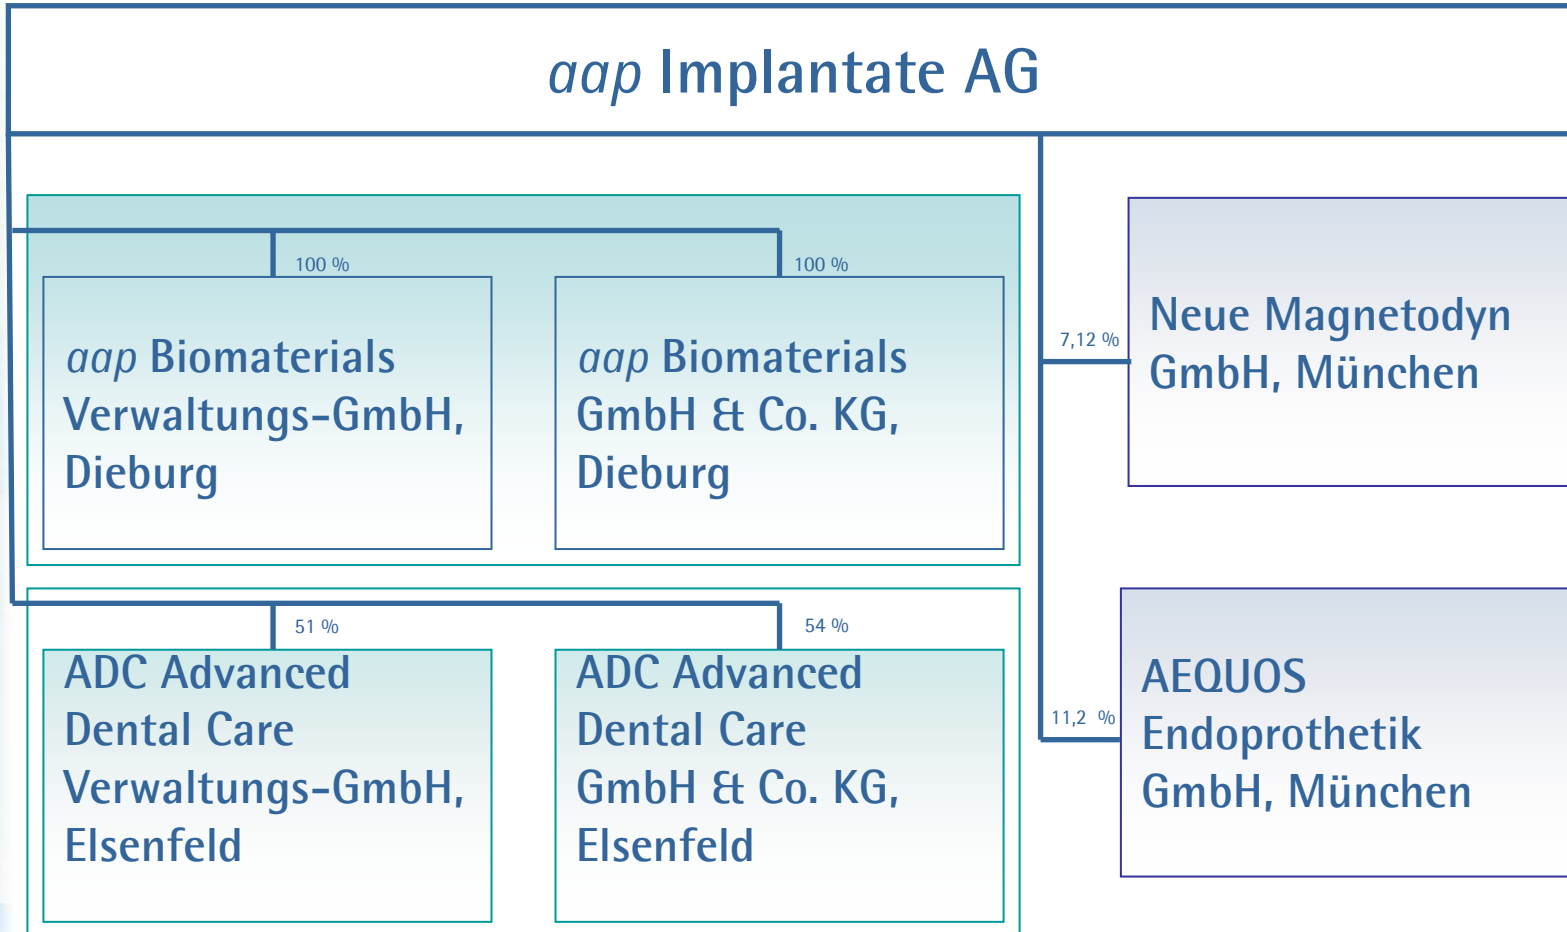 aap Implantate AG
100 %
100 %
aap Biomaterials
Verwaltungs-GmbH,
Dieburg
aap Biomaterials
GmbH & Co. KG,
Dieburg
7,12 %
Neue Magnetodyn
GmbH, München
51 %
54 %
ADC Advanced
Dental Care
Verwaltungs-GmbH,
Elsenfeld
ADC Advanced
Dental Care
GmbH & Co. KG,
Elsenfeld
11,2 %
AEQUOS
Endoprothetik
GmbH, München